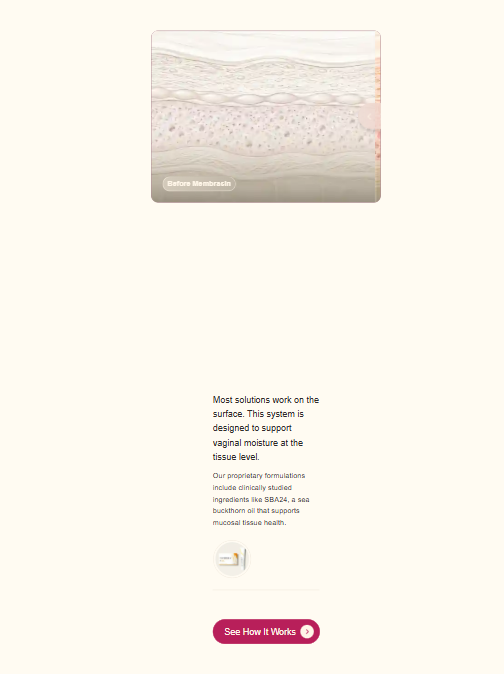 Before Membrasin
Most solutions work on the
surface. This system is
designed to support
vaginal moisture at the
tissue level.
Our proprietary formulations
include clinically studied
ingredients like SBA24, a sea
buckthorn oil that supports
mucosal tissue health.
See How It Works